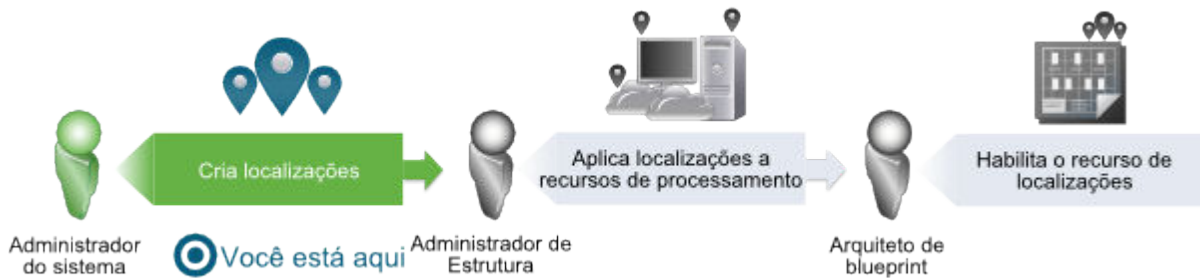 Cria localizações
Aplica localizações a
recursos de processamento
Habilita o recurso de
localizações
Administrador
do sistema
Você está aqui
Administrador de
Estrutura
Arquiteto de
blueprint